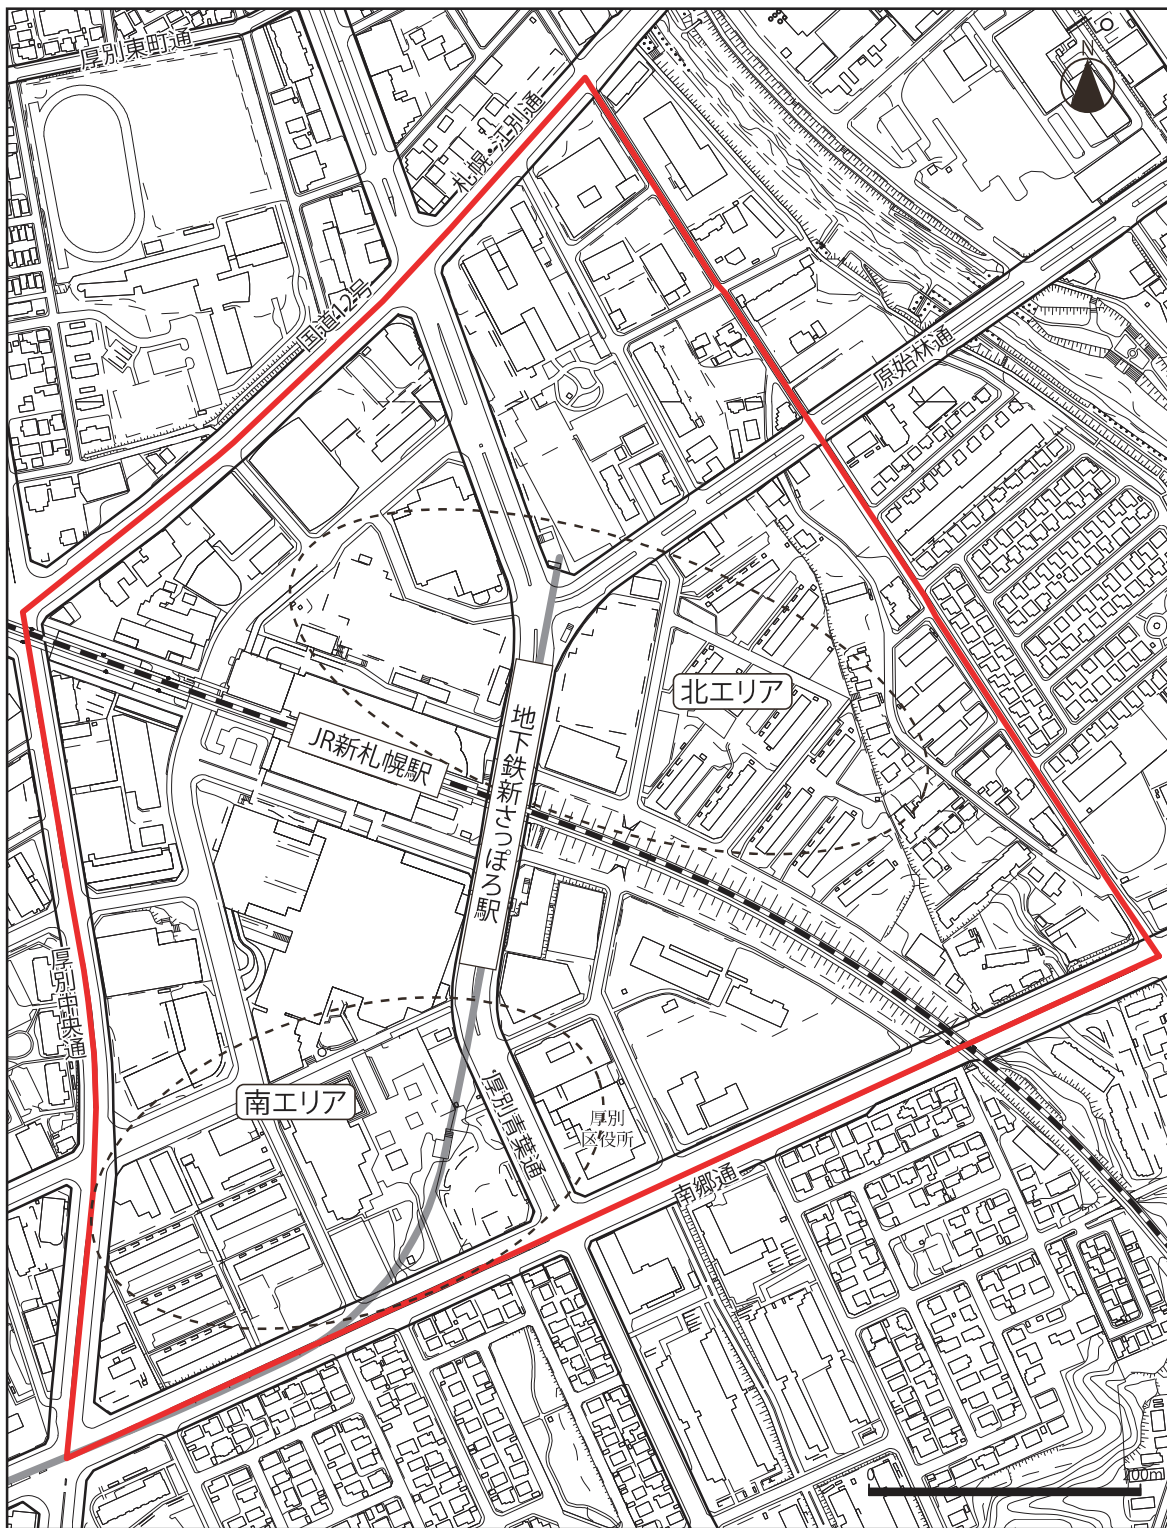 厚別東町通
N
札幌・江別通
国道12号
原始林通
北エリア
地下鉄新さっぽろ駅
JR新札幌駅
厚別中央通
南エリア
厚別青葉通
厚別
区役所
南郷通